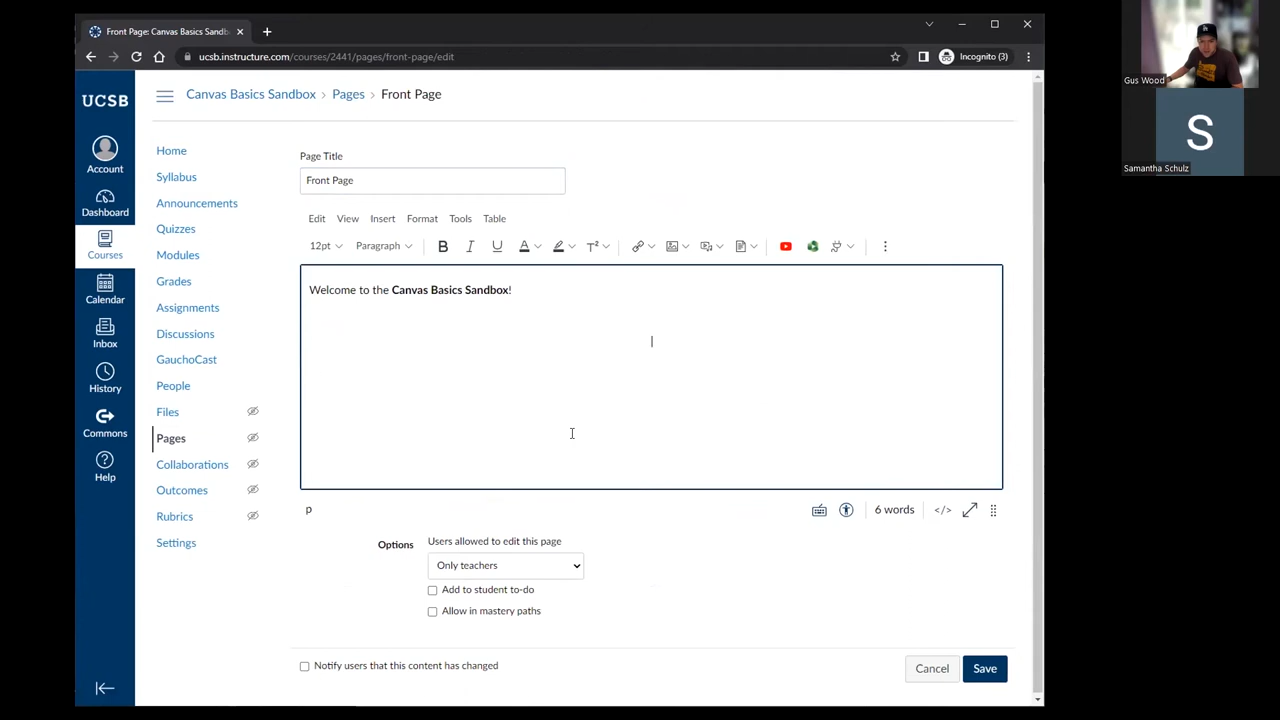 Front Page: Canvas Basics Sandb
ucsb.instructure.com/courses/2441/pages/front-page/edit
Incognito (3)
Gus Wood
S
Samantha Schulz
UCSB
Account
Dashboard
Courses
Calendar
Inbox
History
Commons
Help
Canvas Basics Sandbox > Pages > Front Page
Home
Syllabus
Announcements
Quizzes
Modules
Grades
Assignments
Discussions
GauchoCast
People
Files
Pages
Collaborations
Outcomes
Rubrics
Settings
Page Title
Front Page
Edit View Insert Format Tools Table
12pt Paragraph B I U A T²
Welcome to the Canvas Basics Sandbox!
p
6 words </>
Options
Users allowed to edit this page
Only teachers
Add to student to-do
Allow in mastery paths
Notify users that this content has changed
Cancel Save